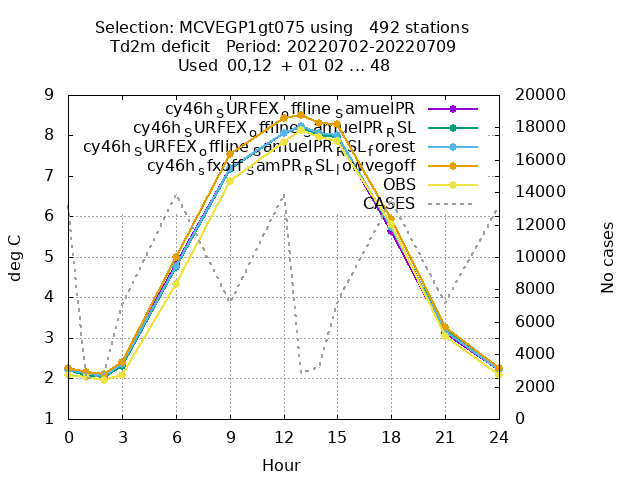 Selection: MCVEGP1gt075 using   492 stations
Td2m deficit   Period: 20220702-20220709
Used  00,12  + 01 02 ... 48
cy46h_SURFEX_offline_SamuelPR
cy46h_SURFEX_offline_SamuelPR_RSL
cy46h_SURFEX_offline_SamuelPR_RSL_forest
cy46h_sfxoff_SamPR_RSL_lowvegoff
OBS
CASES
9
8
7
6
5
4
3
2
1
20000
18000
16000
14000
12000
10000
8000
6000
4000
2000
0
deg C
No cases
0 3 6 9 12 15 18 21 24
Hour